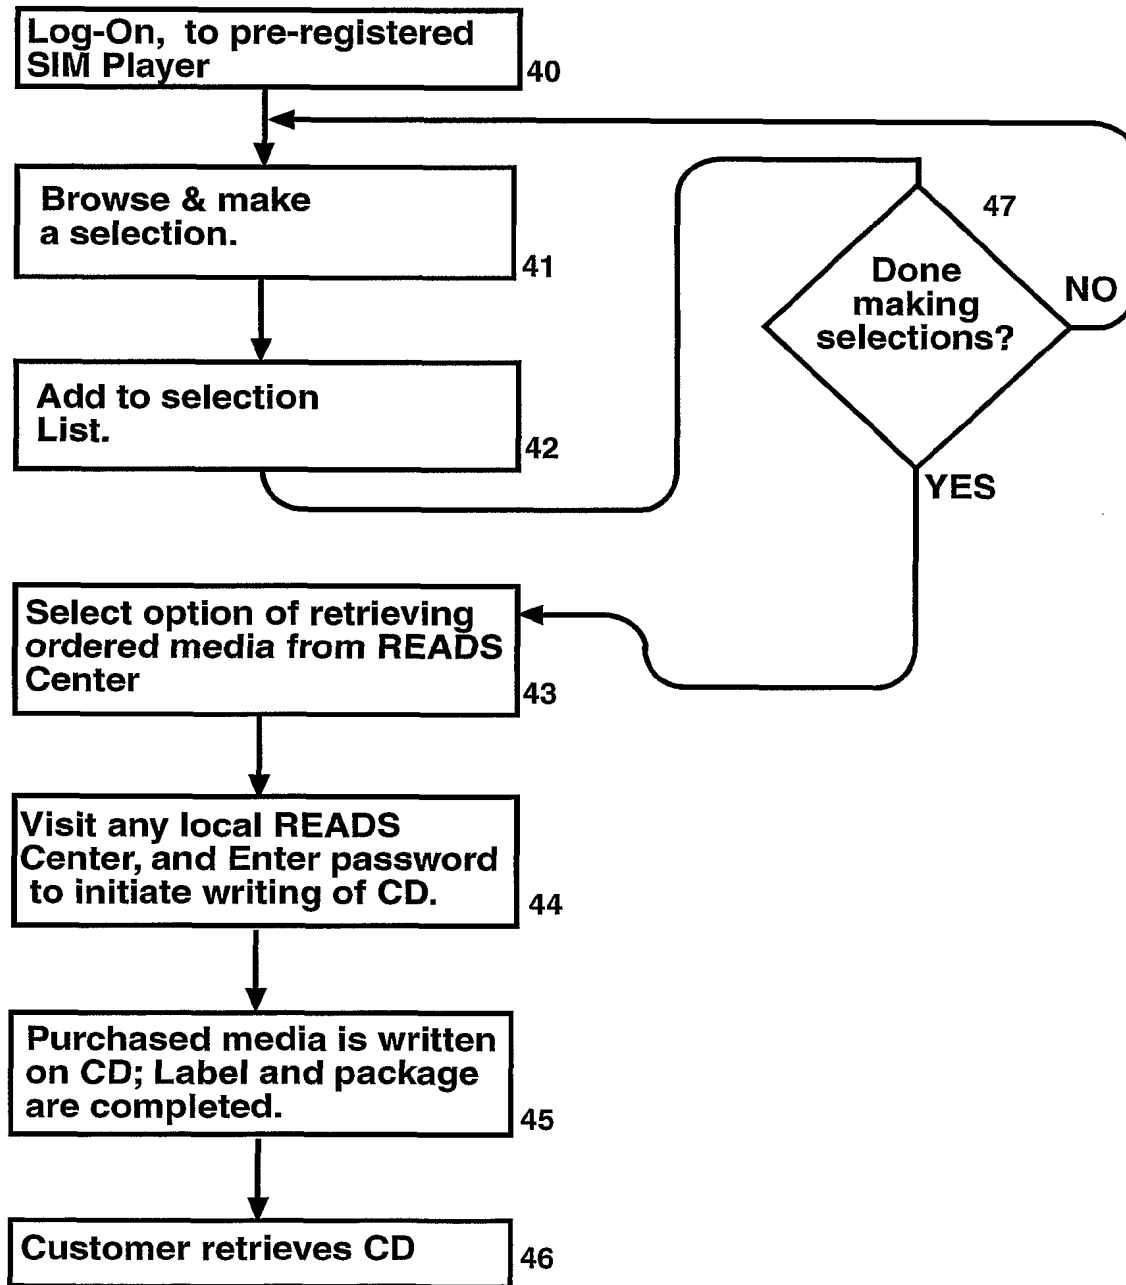 Log-On, to pre-registered
SIM Player
40
Browse & make
a selection.
41
Add to selection
List.
42
47
Done
making
selections?
NO
YES
Select option of retrieving
ordered media from READS
Center
43
Visit any local READS
Center, and Enter password
to initiate writing of CD.
44
Purchased media is written
on CD; Label and package
are completed.
45
Customer retrieves CD
46